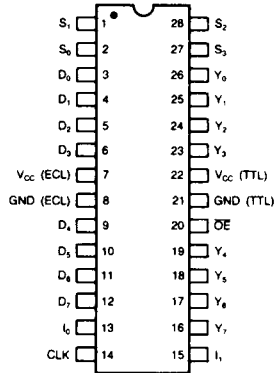 S₁ 1 28 S₂
S₀ 2 27 S₃
D₀ 3 26 Y₀
D₁ 4 25 Y₁
D₂ 5 24 Y₂
D₃ 6 23 Y₃
V_CC (ECL) 7 22 V_CC (TTL)
GND (ECL) 8 21 GND (TTL)
D₄ 9 20 O̅E̅
D₅ 10 19 Y₄
D₆ 11 18 Y₅
D₇ 12 17 Y₆
I₀ 13 16 Y₇
CLK 14 15 I₁